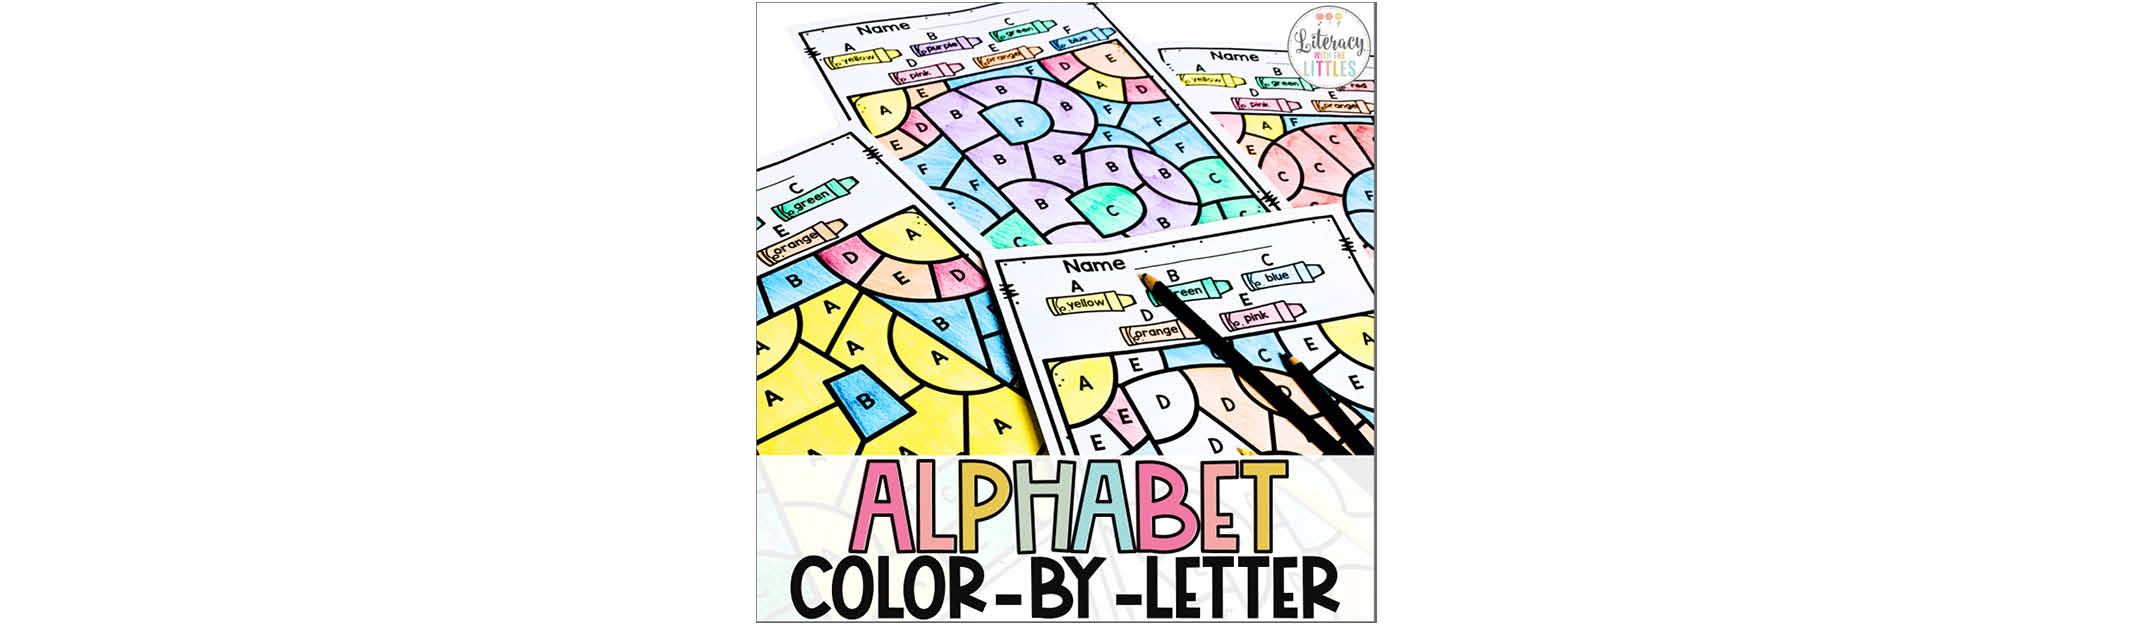 Literacy
WITH THE
LITTLES
Name
A B C
yellow purple green
D E F
pink orange blue
A E F D E
A D
E D B B F B F
F B B F F
F B B B C
F B C B C
C
Name
A B
yellow green red
D E
pink orange
A F
E C C
C C
F
C
green
E
orange
A
B D E D
A B
A A A
A B A
A A
Name
A B C
yellow green blue
D E
orange pink
A E C C E A
E D D D E
E D
ALPHABET
COLOR-BY-LETTER